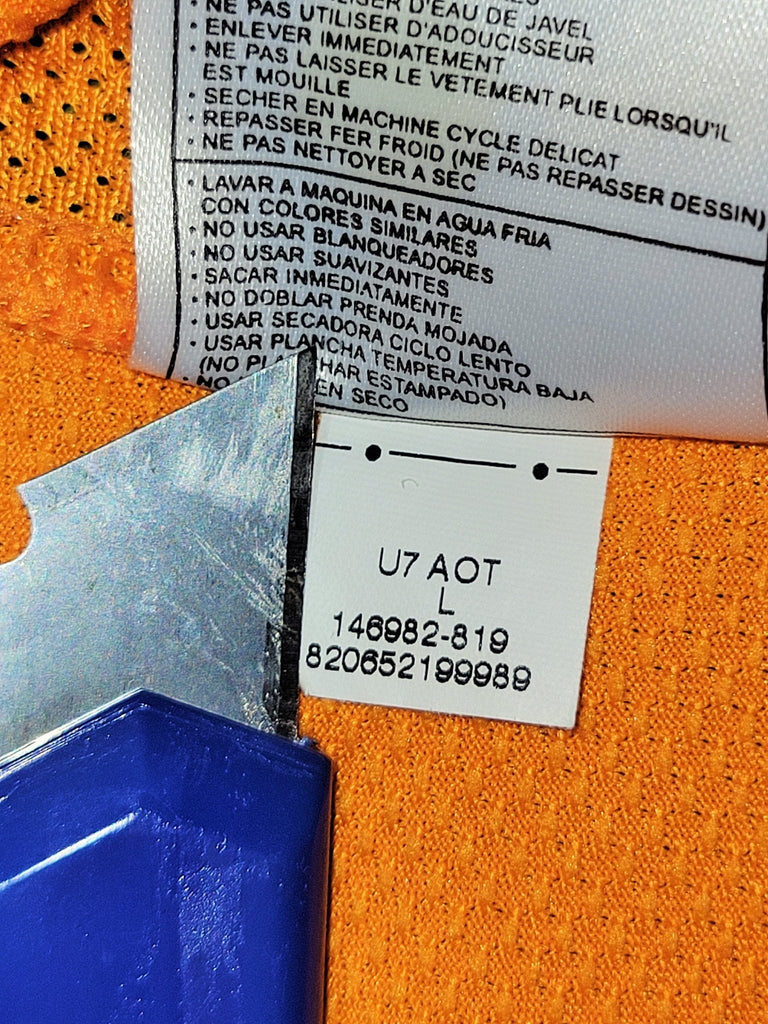 D'EAU DE JAVEL
• NE PAS UTILISER D'ADOUCISSEUR
• ENLEVER IMMEDIATEMENT
• NE PAS LAISSER LE VETEMENT PLIE LORSQU'IL
EST MOUILLE
• SECHER EN MACHINE CYCLE DELICAT
• REPASSER FER FROID (NE PAS REPASSER DESSIN)
• NE PAS NETTOYER A SEC
• LAVAR A MAQUINA EN AGUA FRIA
CON COLORES SIMILARES
• NO USAR BLANQUEADORES
• NO USAR SUAVIZANTES
• SACAR INMEDIATAMENTE
• NO DOBLAR PRENDA MOJADA
• USAR SECADORA CICLO LENTO
• USAR PLANCHA TEMPERATURA BAJA
(NO ESTAMPADO)
• NO EN SECO
U7 AOT
L
146982-819
820652199989